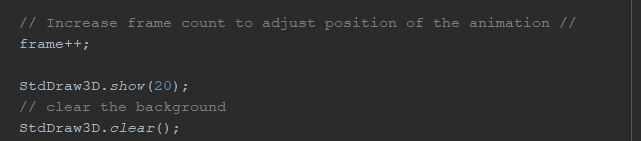 // Increase frame count to adjust position of the animation //
frame++;
StdDraw3D.show(20);
// clear the background
StdDraw3D.clear();